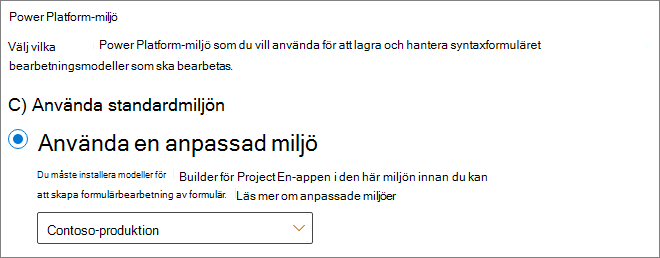 Power Platform-miljö
Välj vilka Power Platform-miljö som du vill använda för att lagra och hantera syntaxformuläret
bearbetningsmodeller som ska bearbetas.
C) Använda standardmiljön
Använda en anpassad miljö
Du måste installera modeller för Builder för Project En-appen i den här miljön innan du kan
att skapa formulärbearbetning av formulär. Läs mer om anpassade miljöer
Contoso-produktion